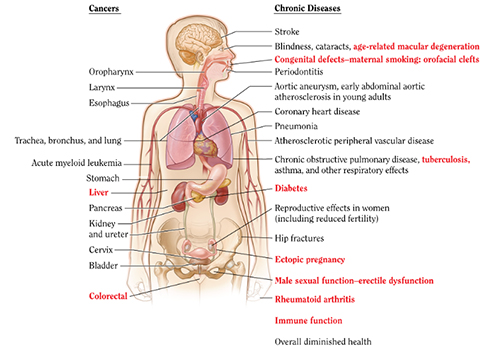 Cancers
Oropharynx
Larynx
Esophagus
Trachea, bronchus, and lung
Acute myeloid leukemia
Stomach
Liver
Pancreas
Kidney
and ureter
Cervix
Bladder
Colorectal
Chronic Diseases
Stroke
Blindness, cataracts, age-related macular degeneration
Congenital defects–maternal smoking: orofacial clefts
Periodontitis
Aortic aneurysm, early abdominal aortic
atherosclerosis in young adults
Coronary heart disease
Pneumonia
Atherosclerotic peripheral vascular disease
Chronic obstructive pulmonary disease, tuberculosis,
asthma, and other respiratory effects
Diabetes
Reproductive effects in women
(including reduced fertility)
Hip fractures
Ectopic pregnancy
Male sexual function–erectile dysfunction
Rheumatoid arthritis
Immune function
Overall diminished health